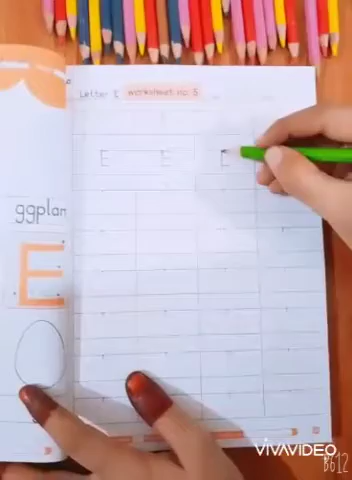 Letter E worksheet no. 5
E E E
ggplan
E
VIVAVIDEO
B612